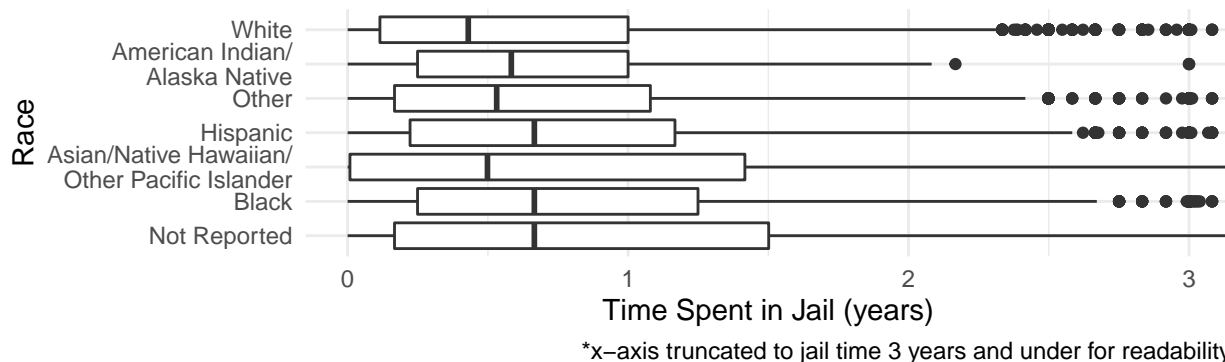 White
American Indian/
Alaska Native
Other
Hispanic
Asian/Native Hawaiian/
Other Pacific Islander
Black
Not Reported
Race
0 1 2 3
Time Spent in Jail (years)
*x−axis truncated to jail time 3 years and under for readability